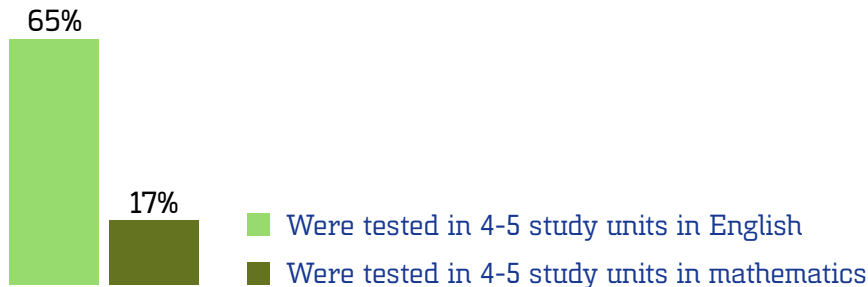 65%
17%
Were tested in 4-5 study units in English
Were tested in 4-5 study units in mathematics